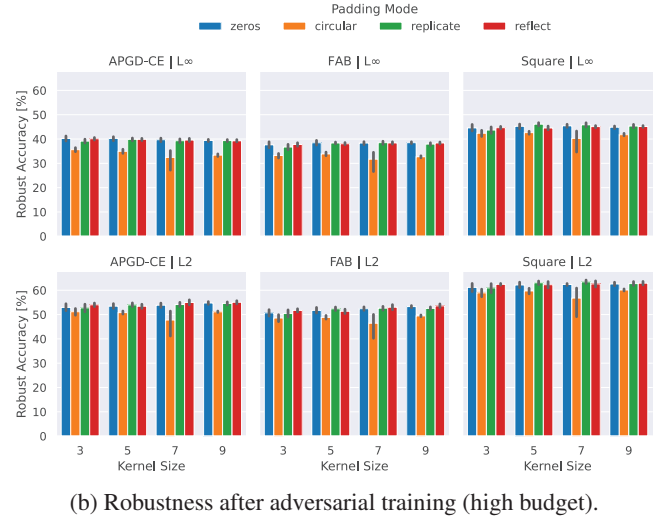 Padding Mode
zeros circular replicate reflect
APGD-CE | L∞ FAB | L∞ Square | L∞
Robust Accuracy [%]
60
50
40
30
20
10
0
APGD-CE | L2 FAB | L2 Square | L2
Robust Accuracy [%]
60
50
40
30
20
10
0
3 5 7 9 3 5 7 9 3 5 7 9
Kernel Size Kernel Size Kernel Size
(b) Robustness after adversarial training (high budget).